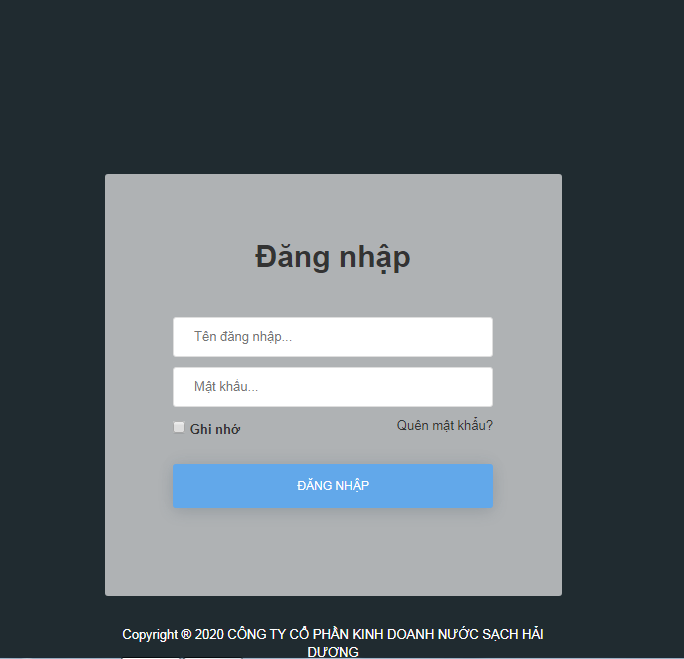 Đăng nhập
Tên đăng nhập...
Mật khẩu...
Ghi nhớ
Quên mật khẩu?
ĐĂNG NHẬP
Copyright ® 2020 CÔNG TY CỔ PHẦN KINH DOANH NƯỚC SẠCH HẢI
DƯƠNG